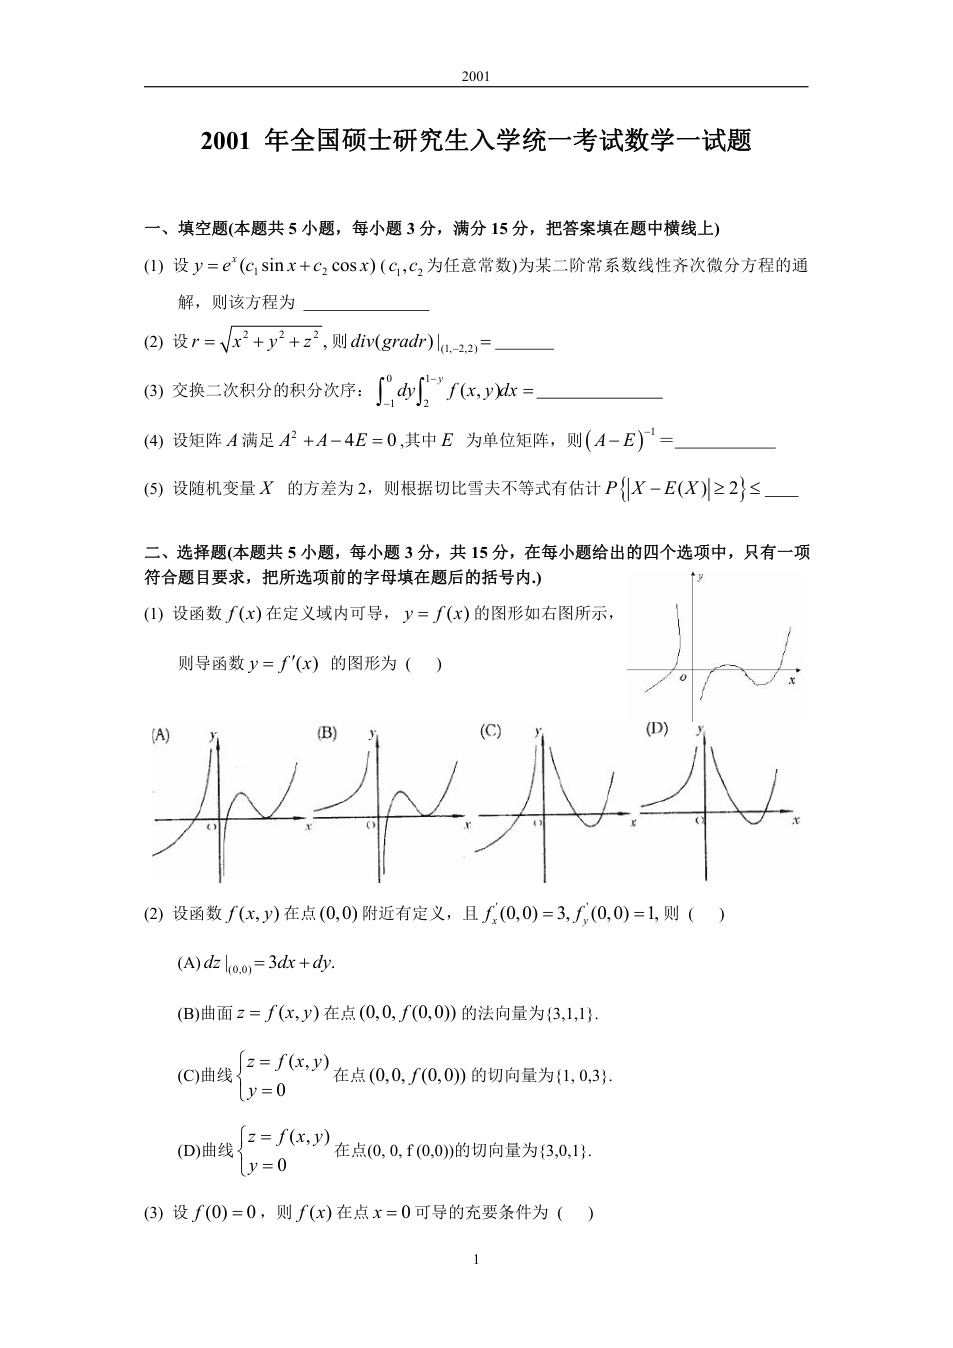 2001
2001 年全国硕士研究生入学统一考试数学一试题
一、填空题(本题共 5 小题，每小题 3 分，满分 15 分，把答案填在题中横线上)
(1) 设 y = eˣ(c₁ sin x + c₂ cos x) ( c₁, c₂ 为任意常数)为某二阶常系数线性齐次微分方程的通
解，则该方程为 ______________
(2) 设 r = √(x² + y² + z²) , 则 div(gradr)|₍₁,₋₂,₂₎ = _______
(3) 交换二次积分的积分次序：∫₋₁⁰ dy∫₂¹⁻ʸ f(x, y)dx = ______________
(4) 设矩阵 A 满足 A² + A − 4E = 0 ,其中 E 为单位矩阵，则 (A − E)⁻¹ = ____________
(5) 设随机变量 X 的方差为 2，则根据切比雪夫不等式有估计 P{|X − E(X)| ≥ 2} ≤ ____
二、选择题(本题共 5 小题，每小题 3 分，共 15 分，在每小题给出的四个选项中，只有一项
符合题目要求，把所选项前的字母填在题后的括号内.)
(1) 设函数 f(x) 在定义域内可导， y = f(x) 的图形如右图所示，
则导函数 y = f′(x) 的图形为 ( )
y
o
x
(A) y (B) y (C) y (D) y
O x O x O x O x
(2) 设函数 f(x, y) 在点 (0,0) 附近有定义，且 fₓ′(0,0) = 3, f_y′(0,0) = 1, 则 ( )
(A) dz|₍₀,₀₎ = 3dx + dy.
(B)曲面 z = f(x, y) 在点 (0,0, f(0,0)) 的法向量为{3,1,1}.
(C)曲线 { z = f(x, y) y = 0 在点 (0,0, f(0,0)) 的切向量为{1, 0,3}.
(D)曲线 { z = f(x, y) y = 0 在点(0, 0, f (0,0))的切向量为{3,0,1}.
(3) 设 f(0) = 0 ，则 f(x) 在点 x = 0 可导的充要条件为 ( )
1